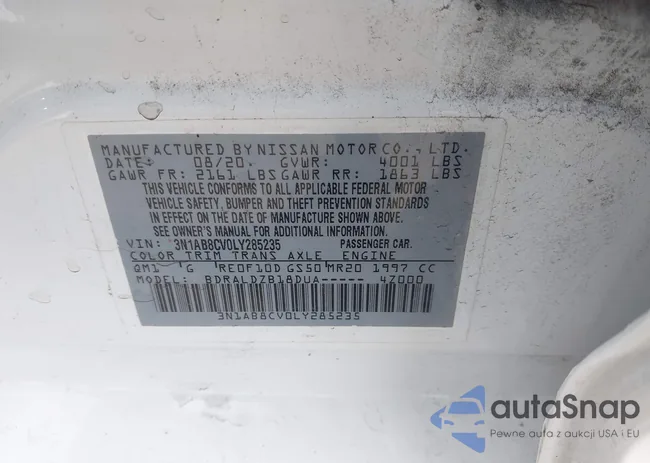 MANUFACTURED BY NISSAN MOTOR CO., LTD.
DATE: 08/20 GVWR: 4001 LBS
GAWR FR: 2161 LBS GAWR RR: 1863 LBS
THIS VEHICLE CONFORMS TO ALL APPLICABLE FEDERAL MOTOR
VEHICLE SAFETY, BUMPER AND THEFT PREVENTION STANDARDS
IN EFFECT ON THE DATE OF MANUFACTURE SHOWN ABOVE.
SEE OWNER'S MANUAL FOR ADDITIONAL INFORMATION.
VIN: 3N1AB8CV0LY285235 PASSENGER CAR.
COLOR TRIM TRANS AXLE ENGINE
QM1 G RE0F10D GS50 MR20 1997 CC
MODEL: BDRALDZB18DUA----- 4Z000
3N1AB8CV0LY285235
autaSnap
Pewne auta z aukcji USA i EU